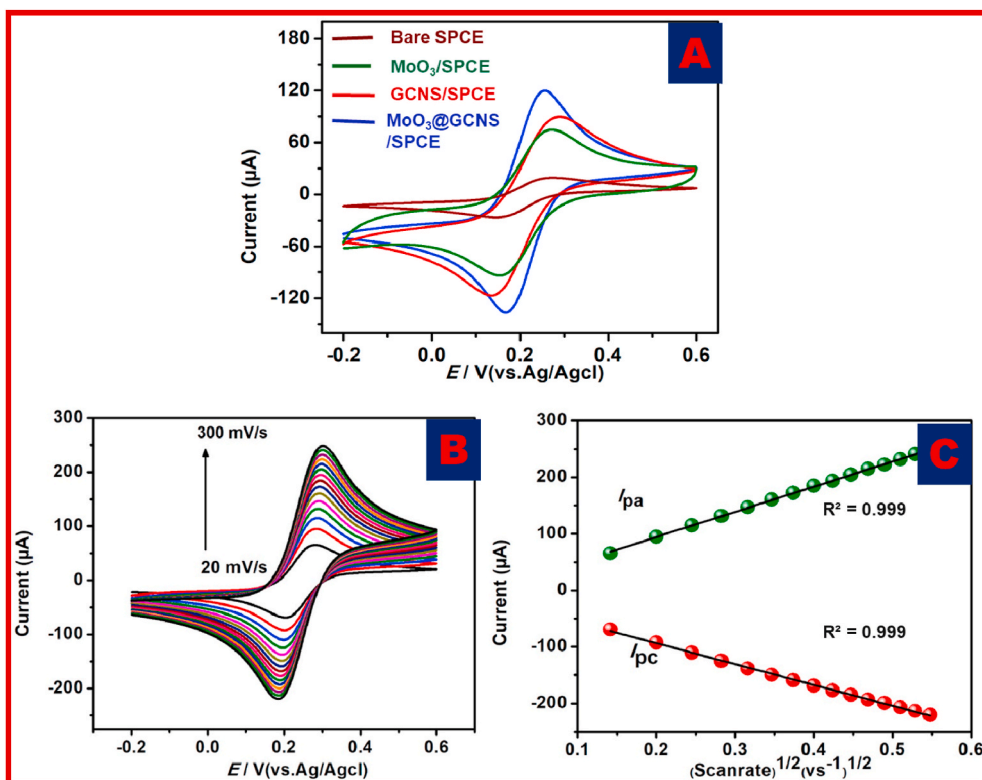 A
180
120
60
0
-60
-120
Current (µA)
Bare SPCE
MoO₃/SPCE
GCNS/SPCE
MoO₃@GCNS
/SPCE
-0.2 0.0 0.2 0.4 0.6
E / V(vs.Ag/Agcl)
B
300
200
100
0
-100
-200
Current (µA)
300 mV/s
20 mV/s
-0.2 0.0 0.2 0.4 0.6
E / V(vs.Ag/Agcl)
C
300
200
100
0
-100
-200
Current (µA)
Ipa
R² = 0.999
R² = 0.999
Ipc
0.1 0.2 0.3 0.4 0.5 0.6
(Scanrate)¹/²(vs⁻¹)¹/²